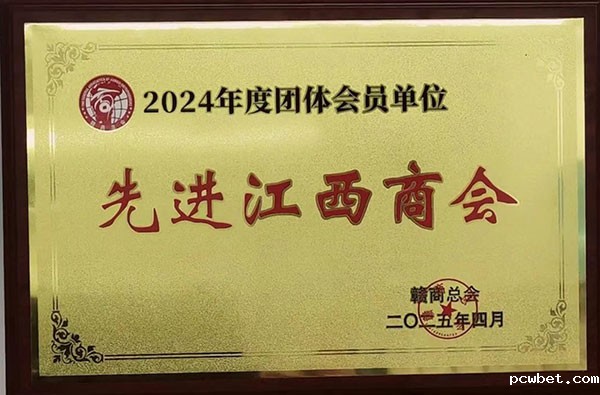 2024年度团体会员单位
先进江西商会
赣商总会
二〇二五年四月
pcwbet.com